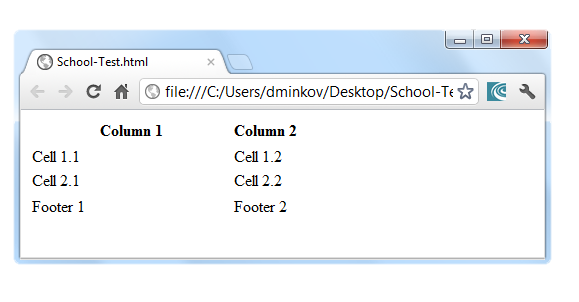 School-Test.html
file:///C:/Users/dminkov/Desktop/School-Te
Column 1 Column 2
Cell 1.1 Cell 1.2
Cell 2.1 Cell 2.2
Footer 1 Footer 2